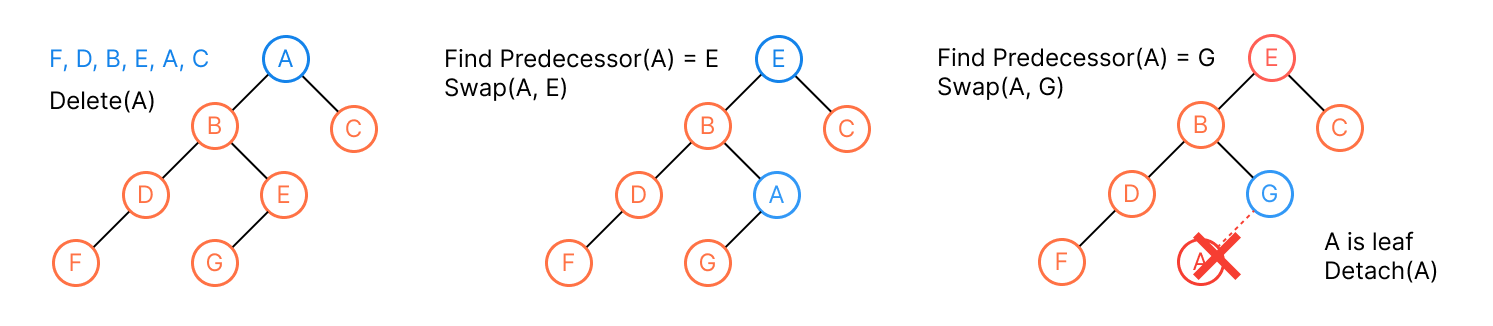 F, D, B, E, A, C
Delete(A)
A
B
C
D
E
F
G
Find Predecessor(A) = E
Swap(A, E)
E
B
C
D
A
F
G
Find Predecessor(A) = G
Swap(A, G)
E
B
C
D
G
F
A
A is leaf
Detach(A)